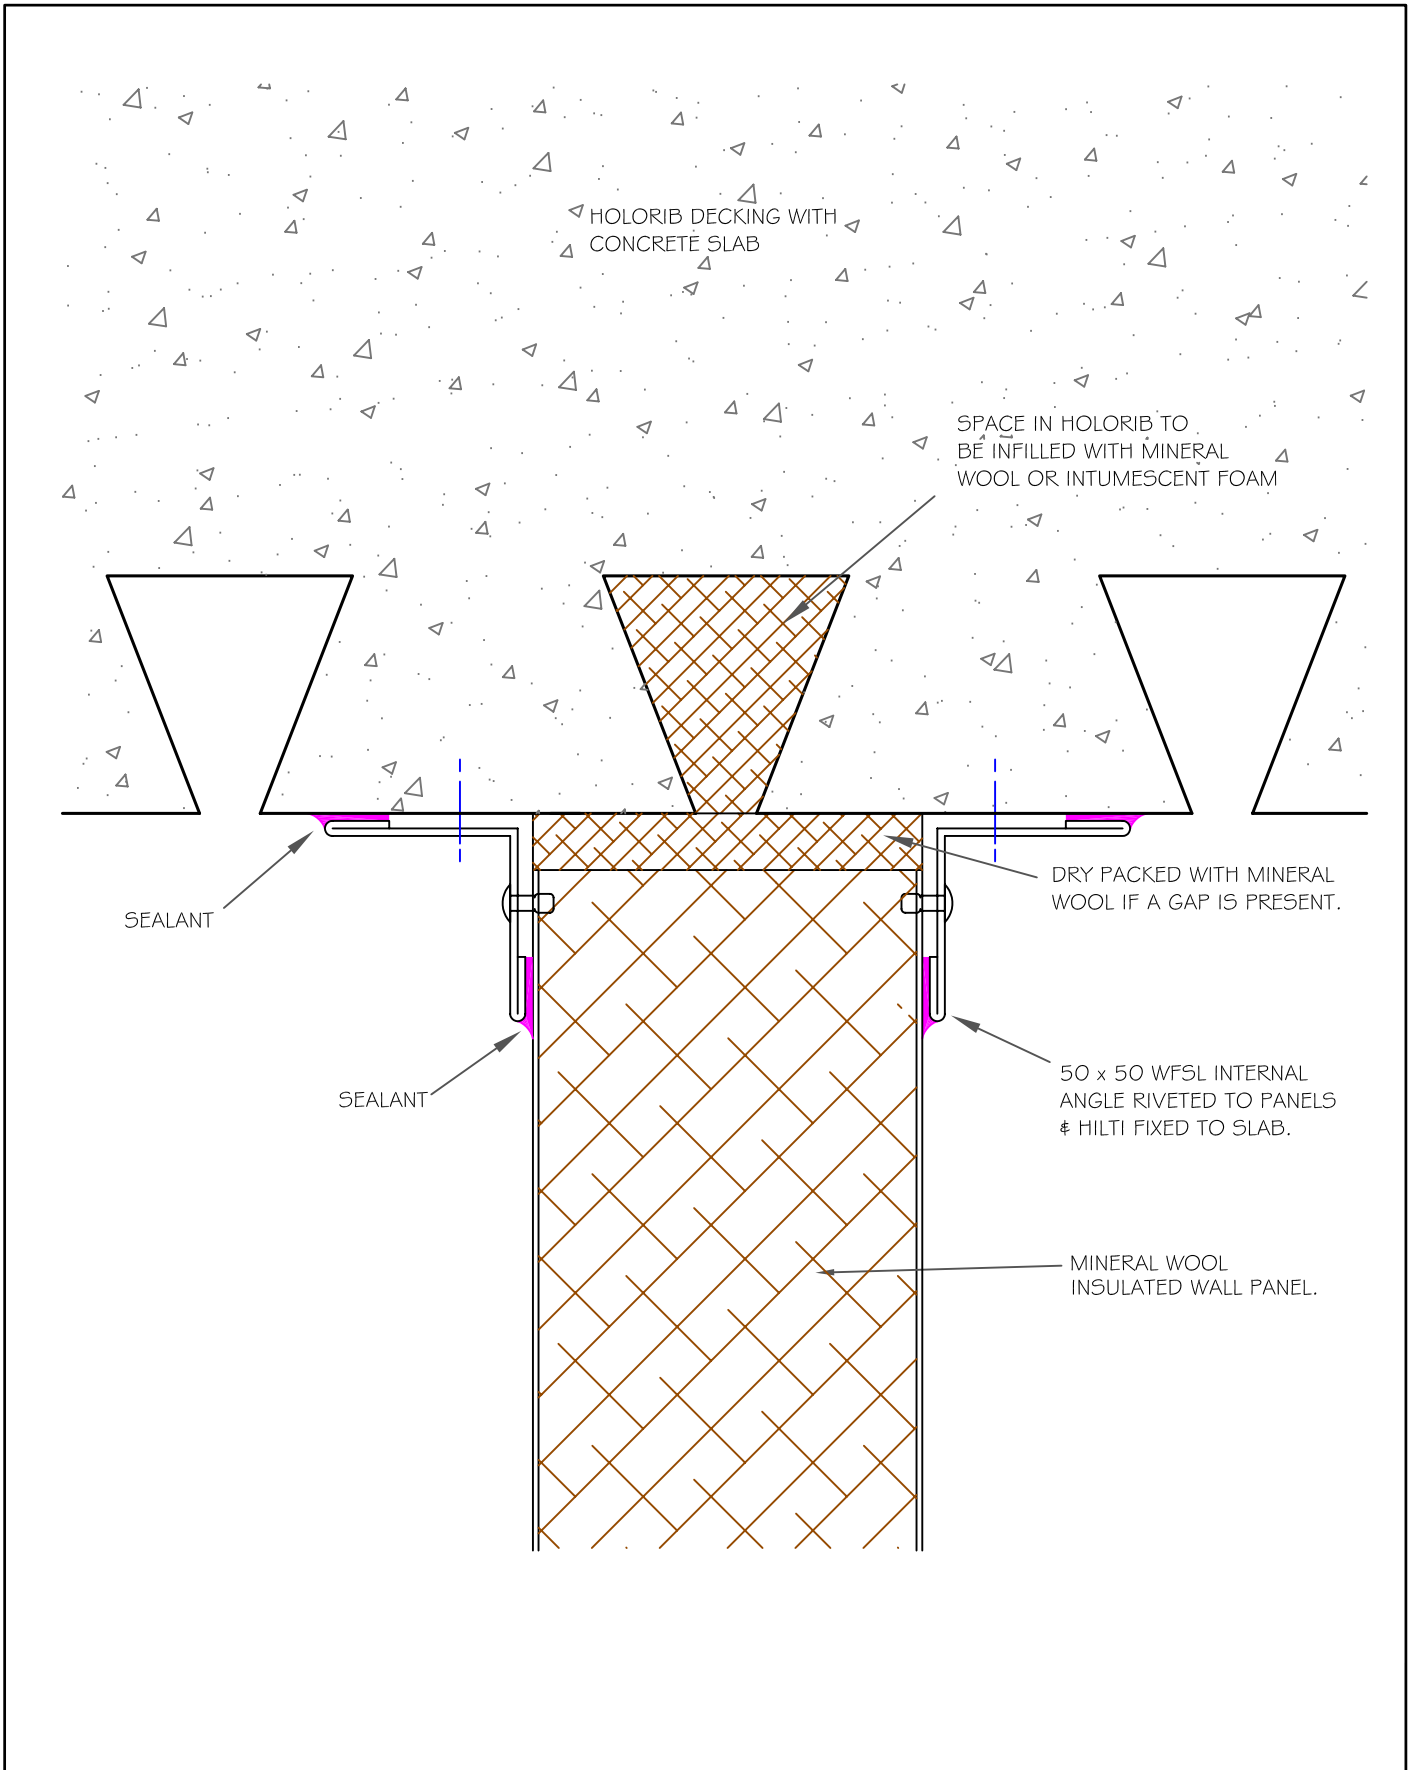 HOLORIB DECKING WITH
CONCRETE SLAB
SPACE IN HOLORIB TO
BE INFILLED WITH MINERAL
WOOL OR INTUMESCENT FOAM
DRY PACKED WITH MINERAL
WOOL IF A GAP IS PRESENT.
SEALANT
SEALANT
50 x 50 WFSL INTERNAL
ANGLE RIVETED TO PANELS
& HILTI FIXED TO SLAB.
MINERAL WOOL
INSULATED WALL PANEL.